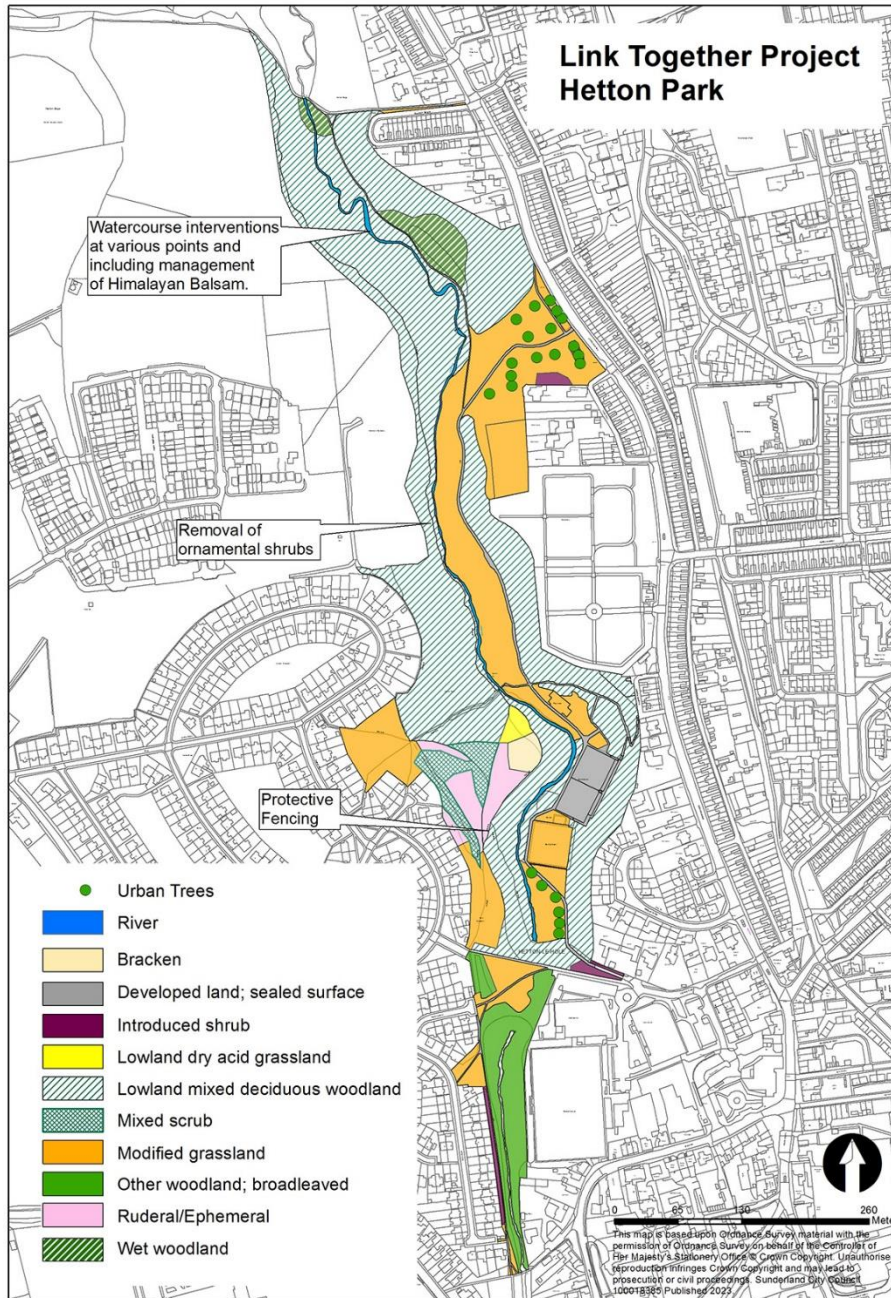 Link Together Project
Hetton Park
Watercourse interventions
at various points and
including management
of Himalayan Balsam.
Removal of
ornamental shrubs
Protective
Fencing
HETTON-LE-HOLE
Urban Trees
River
Bracken
Developed land; sealed surface
Introduced shrub
Lowland dry acid grassland
Lowland mixed deciduous woodland
Mixed scrub
Modified grassland
Other woodland; broadleaved
Ruderal/Ephemeral
Wet woodland
0 65 130 260
Mete
This map is based upon Ordnance Survey material with the
permission of Ordnance Survey on behalf of the Controller of
Her Majesty's Stationery Office © Crown Copyright. Unauthorise
reproduction infringes Crown Copyright and may lead to
prosecution or civil proceedings. Sunderland City Council
100018385 Published 2023